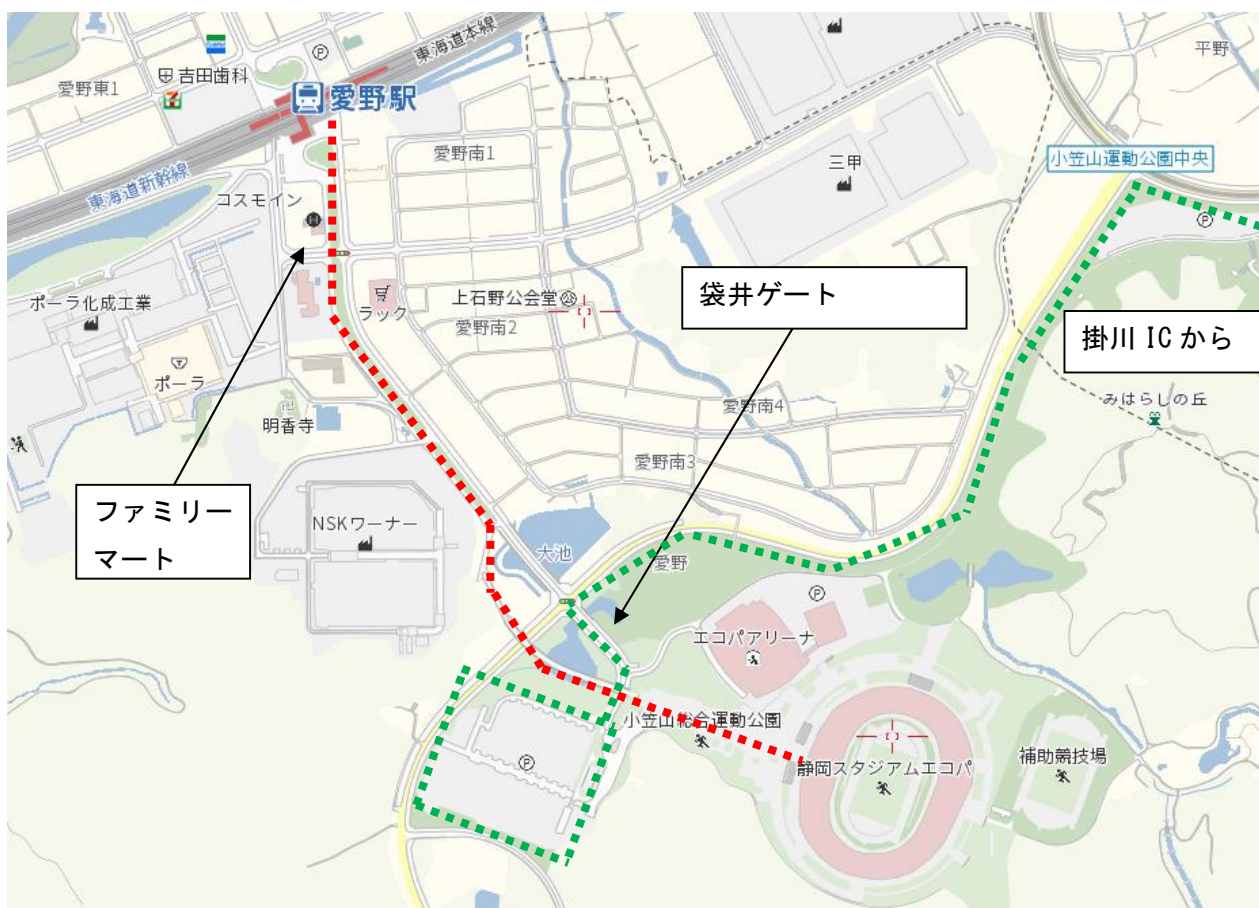 東海道本線
平野
吉田歯科
愛野東1
愛野駅
愛野南1
三甲
小笠山運動公園中央
東海道新幹線
コスモイン
H
P
P
袋井ゲート
ポーラ化成工業
ラック
上石野公会堂
愛野南2
掛川 IC から
ポーラ
みはらしの丘
愛野南4
明香寺
愛野南3
ファミリー
マート
NSKワーナー
大池
愛野
P
エコパアリーナ
小笠山総合運動公園
P
静岡スタジアムエコパ
補助競技場